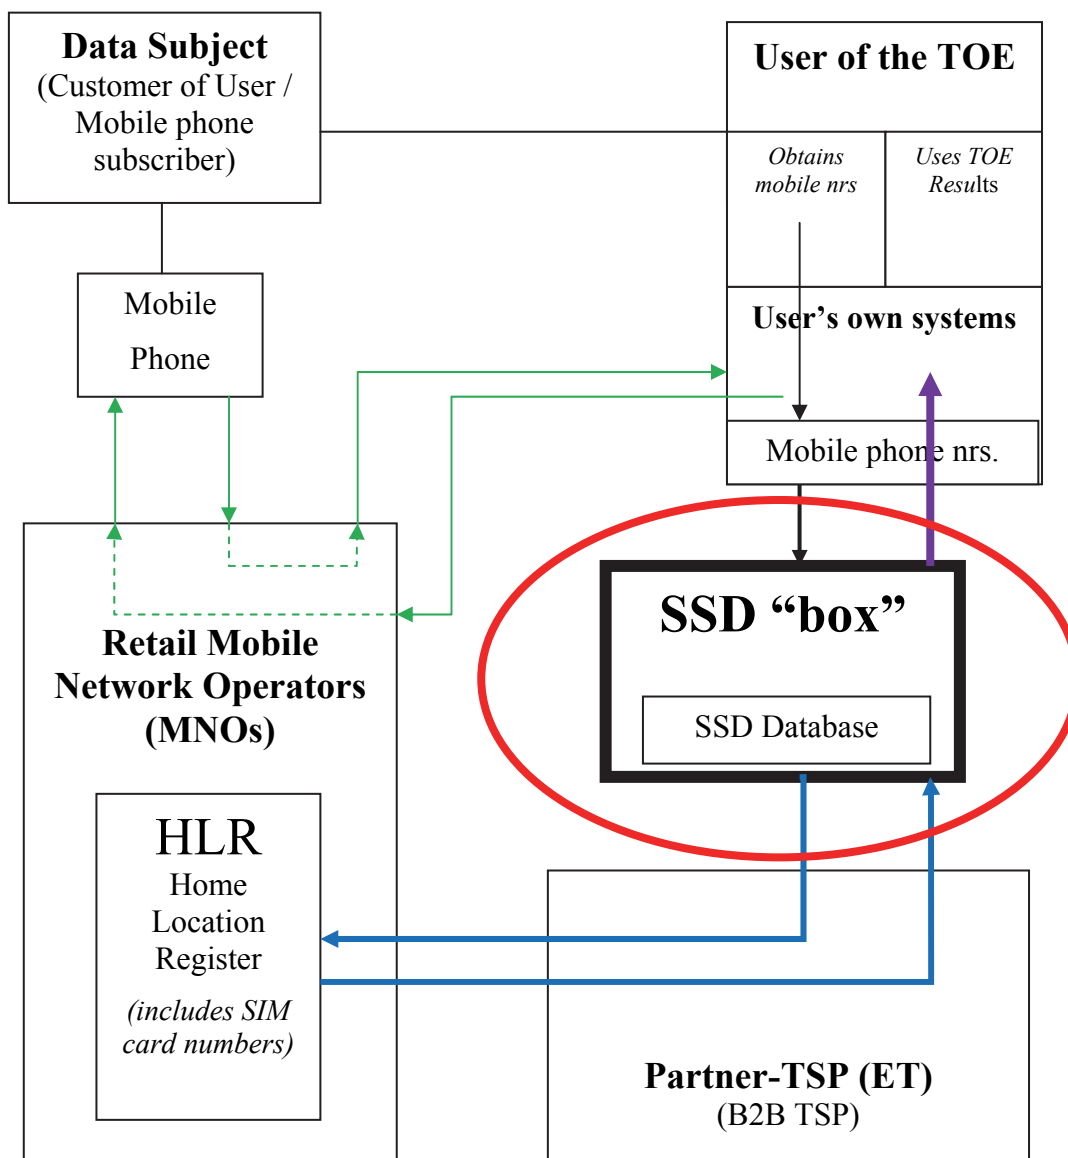 Data Subject
(Customer of User /
Mobile phone
subscriber)
User of the TOE
Obtains
mobile nrs
Uses TOE
Results
Mobile
Phone
User’s own systems
Mobile phone nrs.
SSD “box”
SSD Database
Retail Mobile
Network Operators
(MNOs)
HLR
Home
Location
Register
(includes SIM
card numbers)
Partner-TSP (ET)
(B2B TSP)